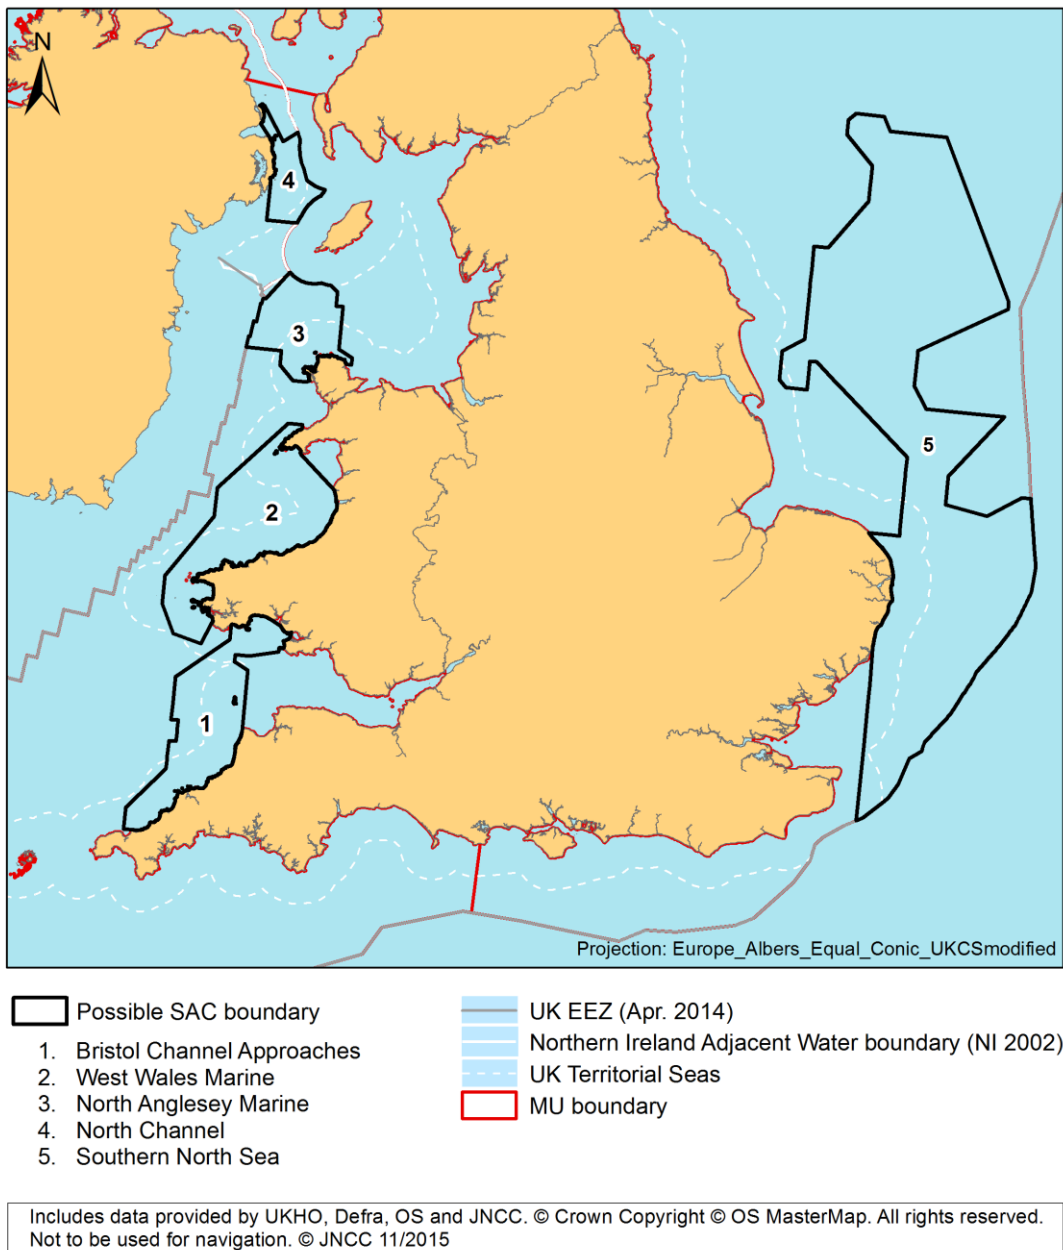 N
4
3
5
2
1
Projection: Europe_Albers_Equal_Conic_UKCSmodified
Possible SAC boundary
1. Bristol Channel Approaches
2. West Wales Marine
3. North Anglesey Marine
4. North Channel
5. Southern North Sea
UK EEZ (Apr. 2014)
Northern Ireland Adjacent Water boundary (NI 2002)
UK Territorial Seas
MU boundary
Includes data provided by UKHO, Defra, OS and JNCC. © Crown Copyright © OS MasterMap. All rights reserved.
Not to be used for navigation. © JNCC 11/2015